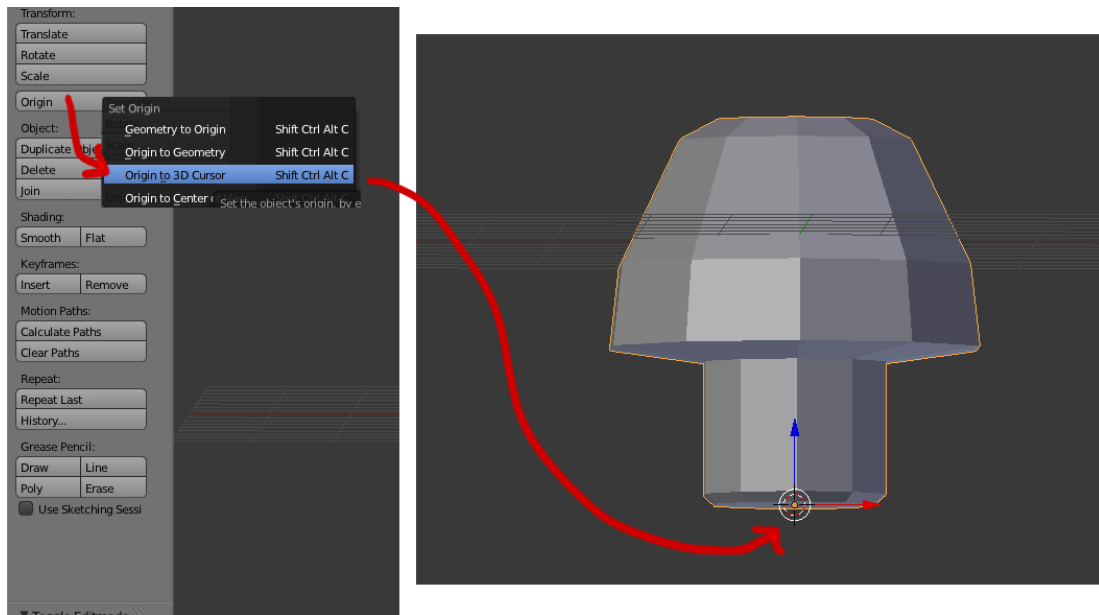 Transform:
Translate
Rotate
Scale
Origin
Set Origin
Geometry to Origin Shift Ctrl Alt C
Origin to Geometry Shift Ctrl Alt C
Origin to 3D Cursor Shift Ctrl Alt C
Origin to Center
Set the object's origin, by e
Object:
Duplicate
Delete
Join
Shading:
Smooth Flat
Keyframes:
Insert Remove
Motion Paths:
Calculate Paths
Clear Paths
Repeat:
Repeat Last
History...
Grease Pencil:
Draw Line
Poly Erase
Use Sketching Sessi